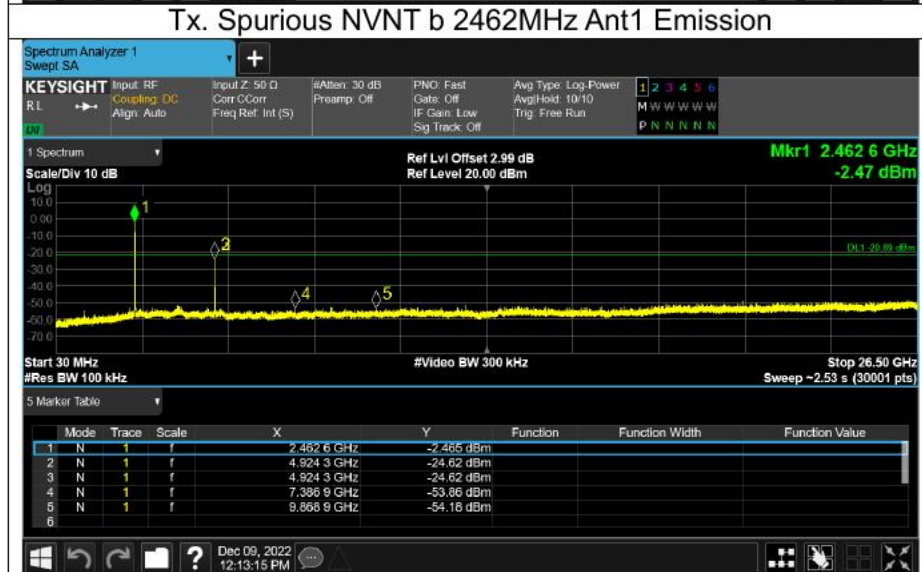 Tx. Spurious NVNT b 2462MHz Ant1 Emission
Spectrum Analyzer 1
Swept SA
+
KEYSIGHT Input: RF Input Z: 50 Ω #Atten: 30 dB PNO: Fast Avg Type: Log-Power 1 2 3 4 5 6
RL Coupling: DC Corr CCorr Preamp: Off Gate: Off Avg|Hold: 10/10 M W W W W W
Align: Auto Freq Ref: Int (S) IF Gain: Low Trig: Free Run
Sig Track: Off P N N N N N
1 Spectrum Ref Lvl Offset 2.99 dB Mkr1 2.462 6 GHz
Scale/Div 10 dB Ref Level 20.00 dBm -2.47 dBm
Log
10.0
1
0.00
-10.0
-20.0
DL1 -20.89 dBm
-30.0
-40.0
4 5
-50.0
-60.0
-70.0
Start 30 MHz #Video BW 300 kHz Stop 26.50 GHz
#Res BW 100 kHz Sweep ~2.53 s (30001 pts)
5 Marker Table
Mode Trace Scale X Y Function Function Width Function Value
1 N 1 f 2.462 6 GHz -2.465 dBm
2 N 1 f 4.924 3 GHz -24.62 dBm
3 N 1 f 4.924 3 GHz -24.62 dBm
4 N 1 f 7.386 9 GHz -53.86 dBm
5 N 1 f 9.868 9 GHz -54.18 dBm
6
? Dec 09, 2022
12:13:15 PM